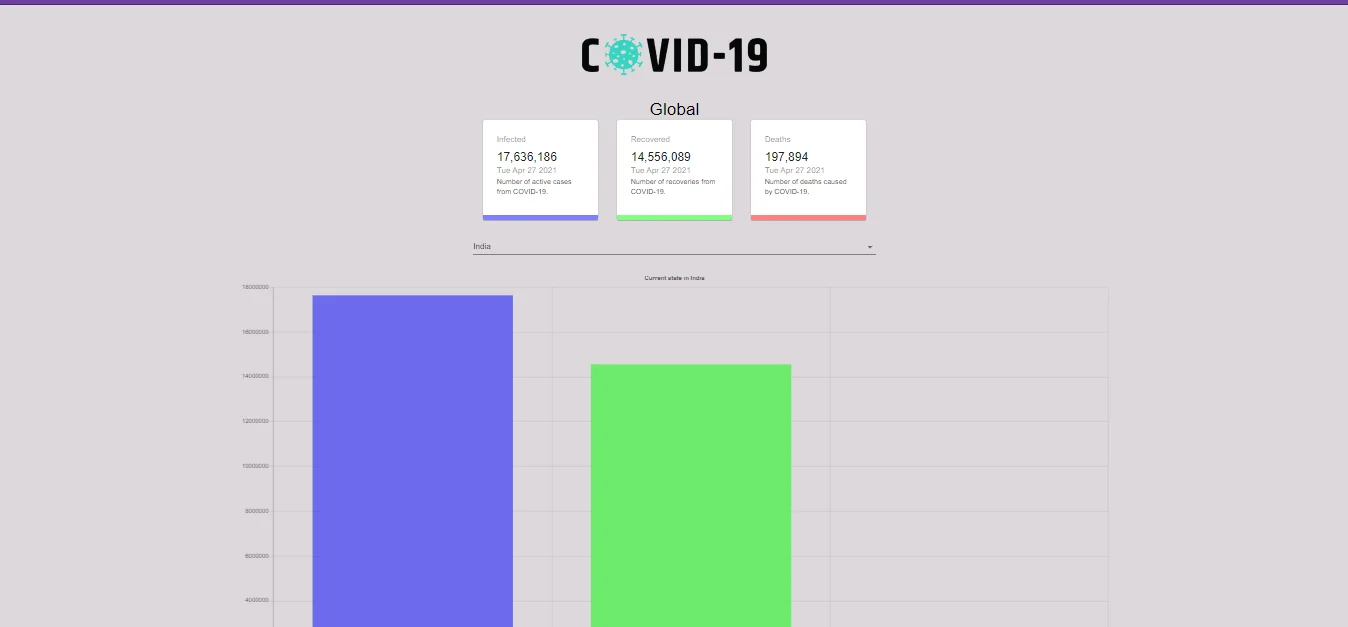 COVID-19
Global
Infected
17,636,186
Tue Apr 27 2021
Number of active cases
from COVID-19.
Recovered
14,556,089
Tue Apr 27 2021
Number of recoveries from
COVID-19.
Deaths
197,894
Tue Apr 27 2021
Number of deaths caused
by COVID-19.
India
Current state in India
18000000
16000000
14000000
12000000
10000000
8000000
6000000
4000000